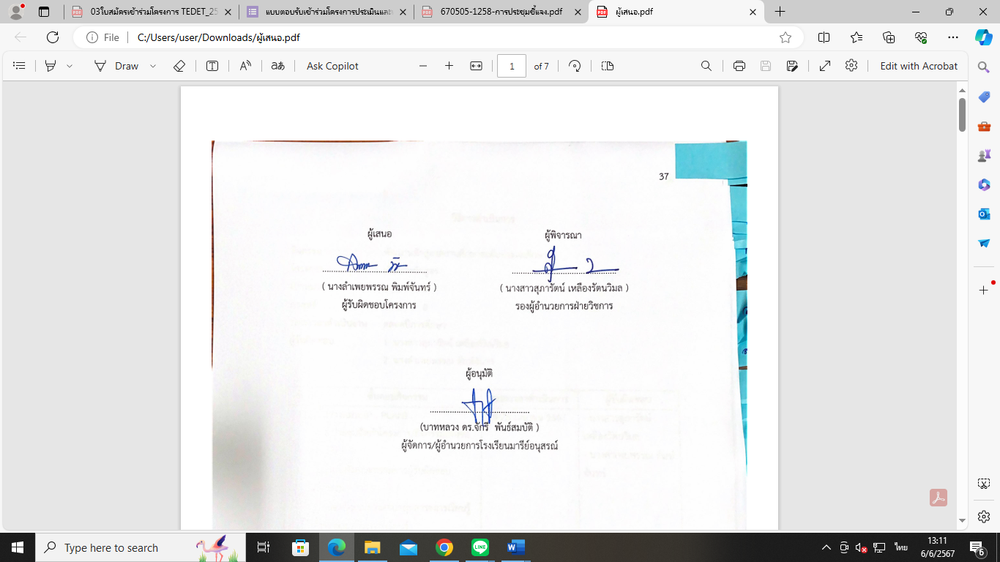 03ใบสมัครเข้าร่วมโครงการ TEDET_25
แบบตอบรับเข้าร่วมโครงการประเมินและ
670505-1258-การประชุมชี้แจง.pdf
ผู้เสนอ.pdf
File
C:/Users/user/Downloads/ผู้เสนอ.pdf
Draw
Ask Copilot
1 of 7
Edit with Acrobat
37
ผู้เสนอ
ผู้พิจารณา
( นางลำเพยพรรณ พิมพ์จันทร์ )
( นางสาวสุภารัตน์ เหลืองรัตนวิมล )
ผู้รับผิดชอบโครงการ
รองผู้อำนวยการฝ่ายวิชการ
ผู้อนุมัติ
(บาทหลวง ดร.จักรี พันธ์สมบัติ )
ผู้จัดการ/ผู้อำนวยการโรงเรียนมารีย์อนุสรณ์
Type here to search
ไทย
13:11
6/6/2567
6